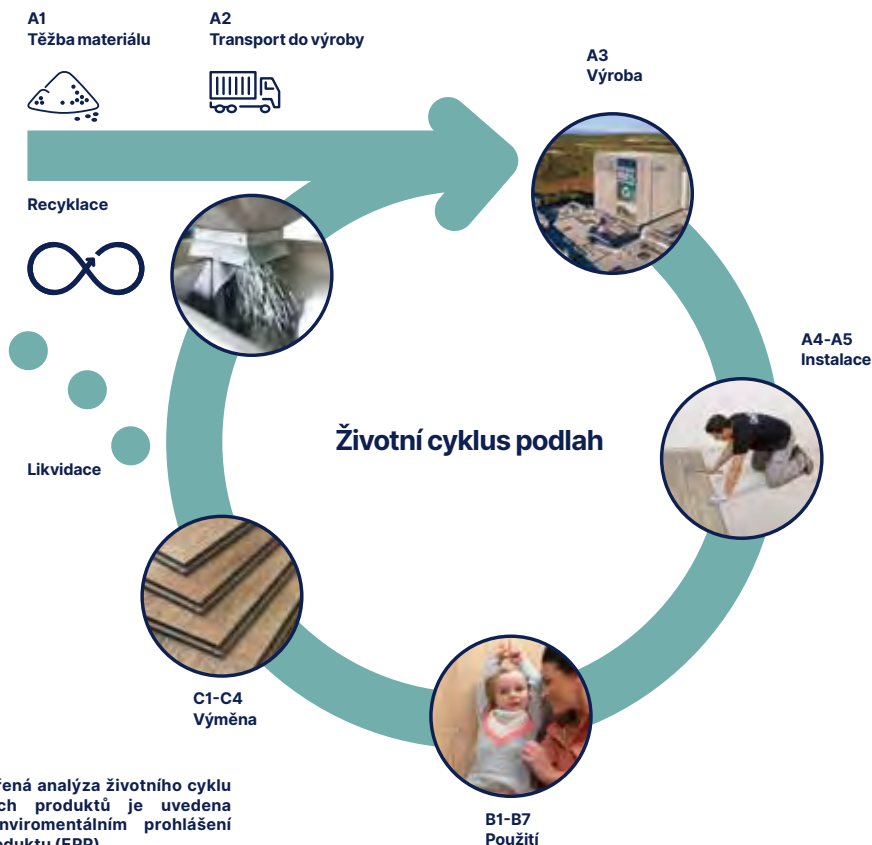 A1
Těžba materiálu
A2
Transport do výroby
A3
Výroba
Recyklace
A4-A5
Instalace
Životní cyklus podlah
Likvidace
C1-C4
Výměna
B1-B7
Použití
analýza životního cyklu
produktů je uvedena
prohlášení